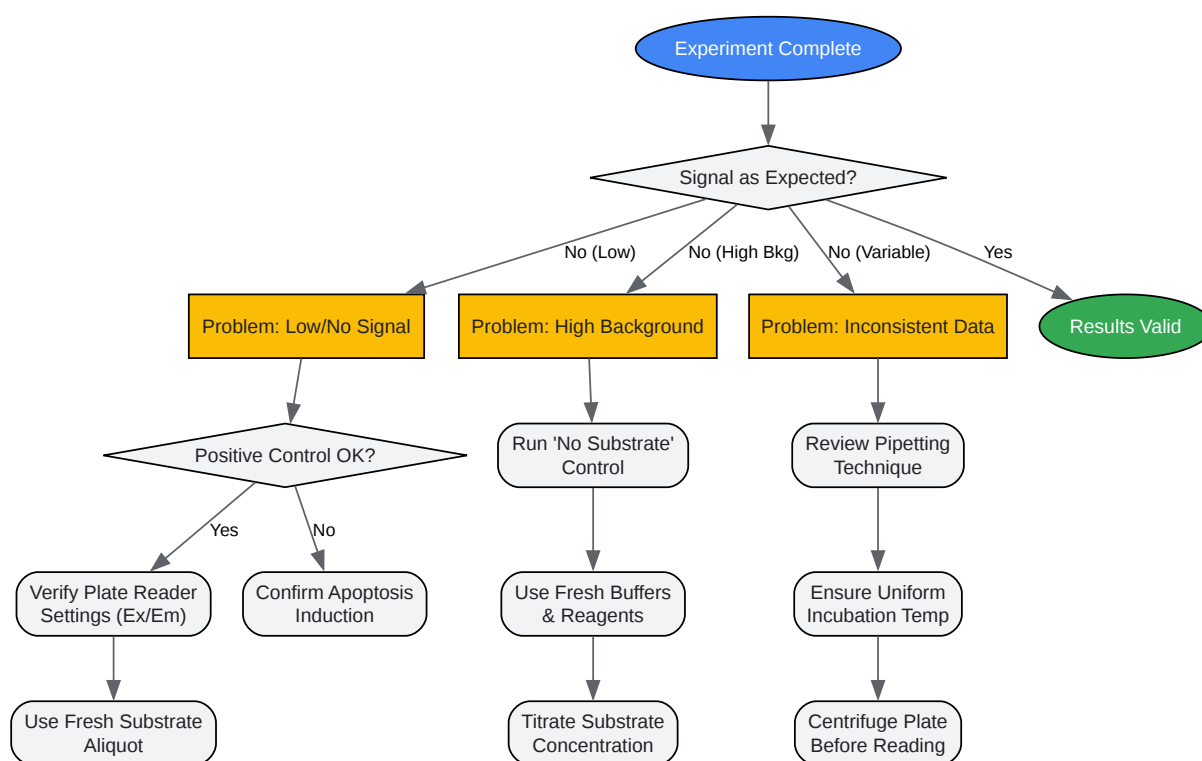 Experiment Complete
Signal as Expected?
No (Low)
No (High Bkg)
No (Variable)
Yes
Problem: Low/No Signal
Problem: High Background
Problem: Inconsistent Data
Results Valid
Positive Control OK?
Run 'No Substrate'
Control
Review Pipetting
Technique
Yes
No
Verify Plate Reader
Settings (Ex/Em)
Confirm Apoptosis
Induction
Use Fresh Buffers
& Reagents
Ensure Uniform
Incubation Temp
Use Fresh Substrate
Aliquot
Titrate Substrate
Concentration
Centrifuge Plate
Before Reading